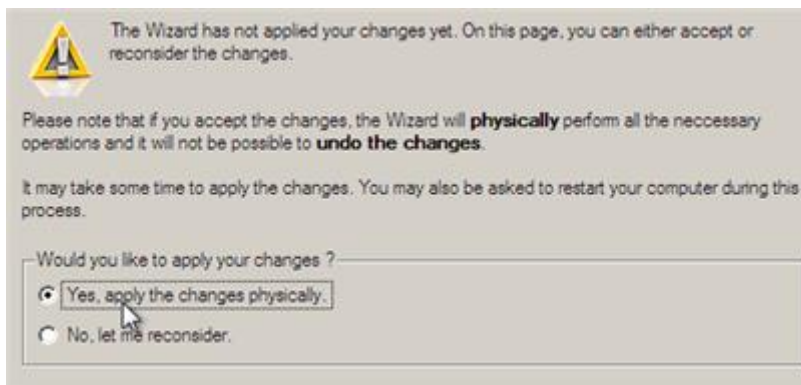 The Wizard has not applied your changes yet. On this page, you can either accept or
reconsider the changes.
Please note that if you accept the changes, the Wizard will physically perform all the neccessary
operations and it will not be possible to undo the changes.
It may take some time to apply the changes. You may also be asked to restart your computer during this
process.
Would you like to apply your changes ?
Yes, apply the changes physically.
No, let me reconsider.